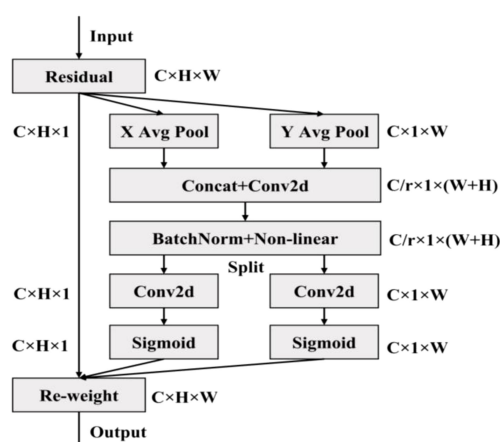 Input
Residual C×H×W
C×H×1 X Avg Pool Y Avg Pool C×1×W
Concat+Conv2d C/r×1×(W+H)
BatchNorm+Non-linear C/r×1×(W+H)
Split
C×H×1 Conv2d Conv2d C×1×W
C×H×1 Sigmoid Sigmoid C×1×W
Re-weight C×H×W
Output